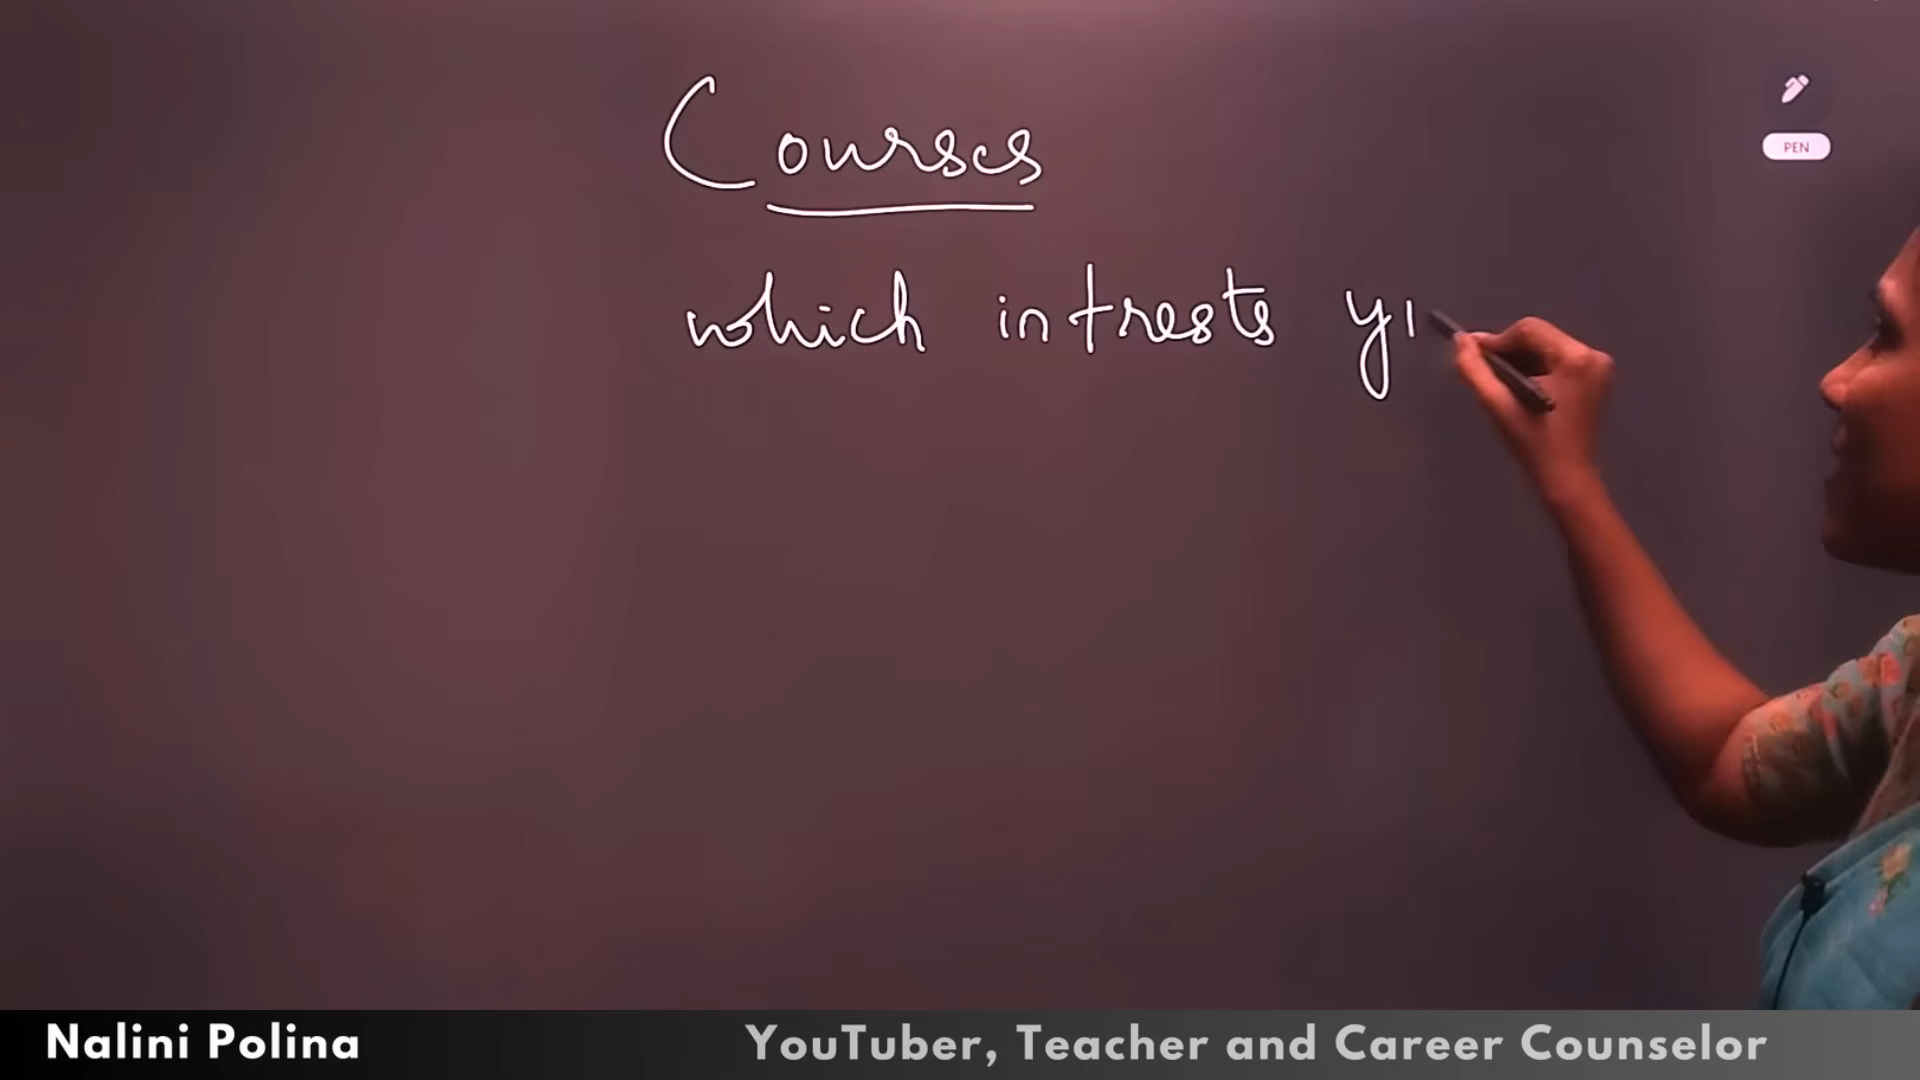 Courses
PEN
which intrests
Nalini Polina
YouTuber, Teacher and Career Counselor